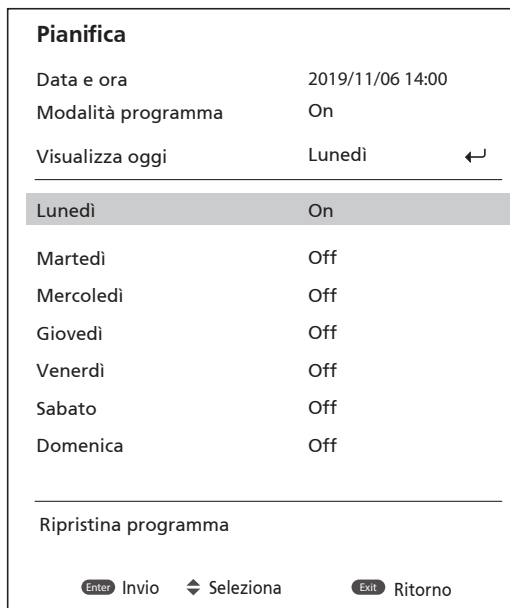 Pianifica
Data e ora 2019/11/06 14:00
Modalità programma On
Visualizza oggi Lunedì
Lunedì On
Martedì Off
Mercoledì Off
Giovedì Off
Venerdì Off
Sabato Off
Domenica Off
Ripristina programma
Enter Invio Seleziona Exit Ritorno